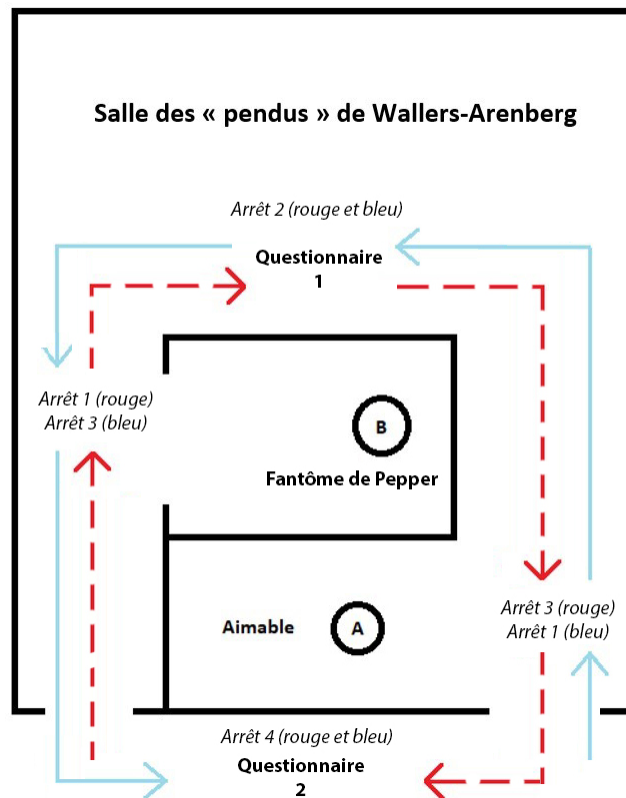 Salle des « pendus » de Wallers-Arenberg
Arrêt 2 (rouge et bleu)
Questionnaire
1
Arrêt 1 (rouge)
Arrêt 3 (bleu)
B
Fantôme de Pepper
Arrêt 3 (rouge)
Arrêt 1 (bleu)
Aimable
A
Arrêt 4 (rouge et bleu)
Questionnaire
2